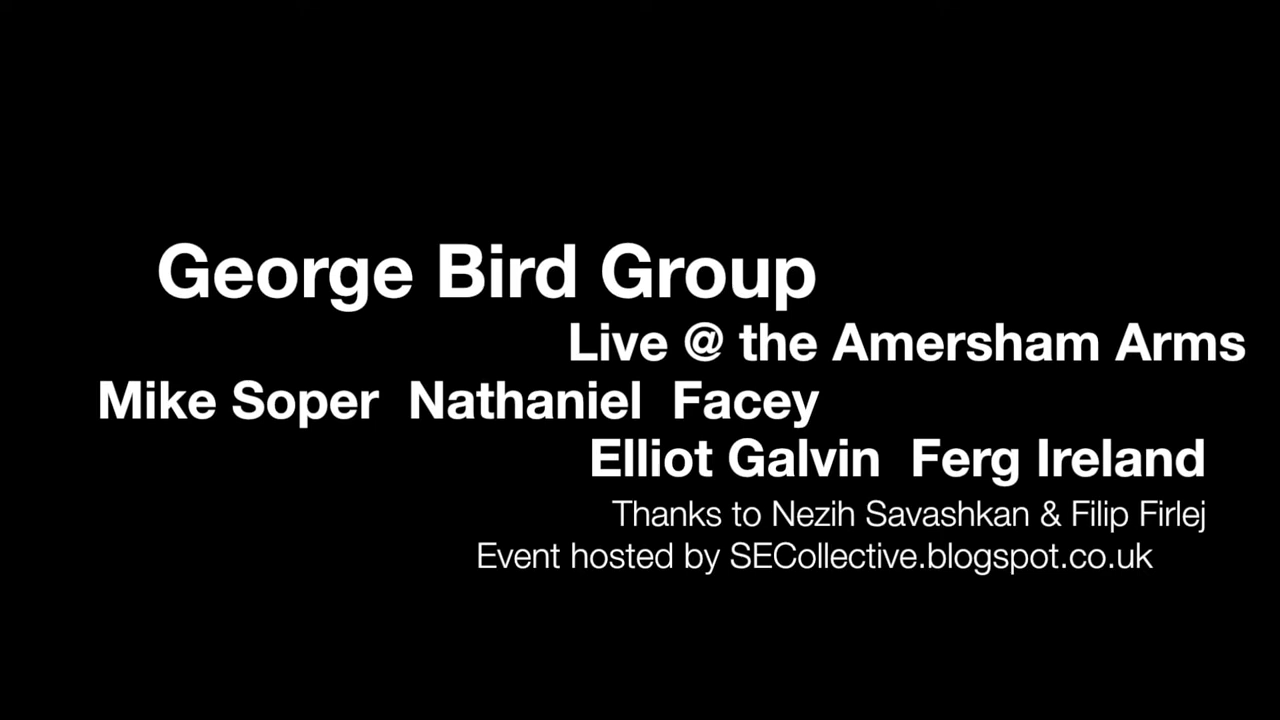 George Bird Group
Live @ the Amersham Arms
Mike Soper Nathaniel Facey
Elliot Galvin Ferg Ireland
Thanks to Nezih Savashkan & Filip Firlej
Event hosted by SECollective.blogspot.co.uk